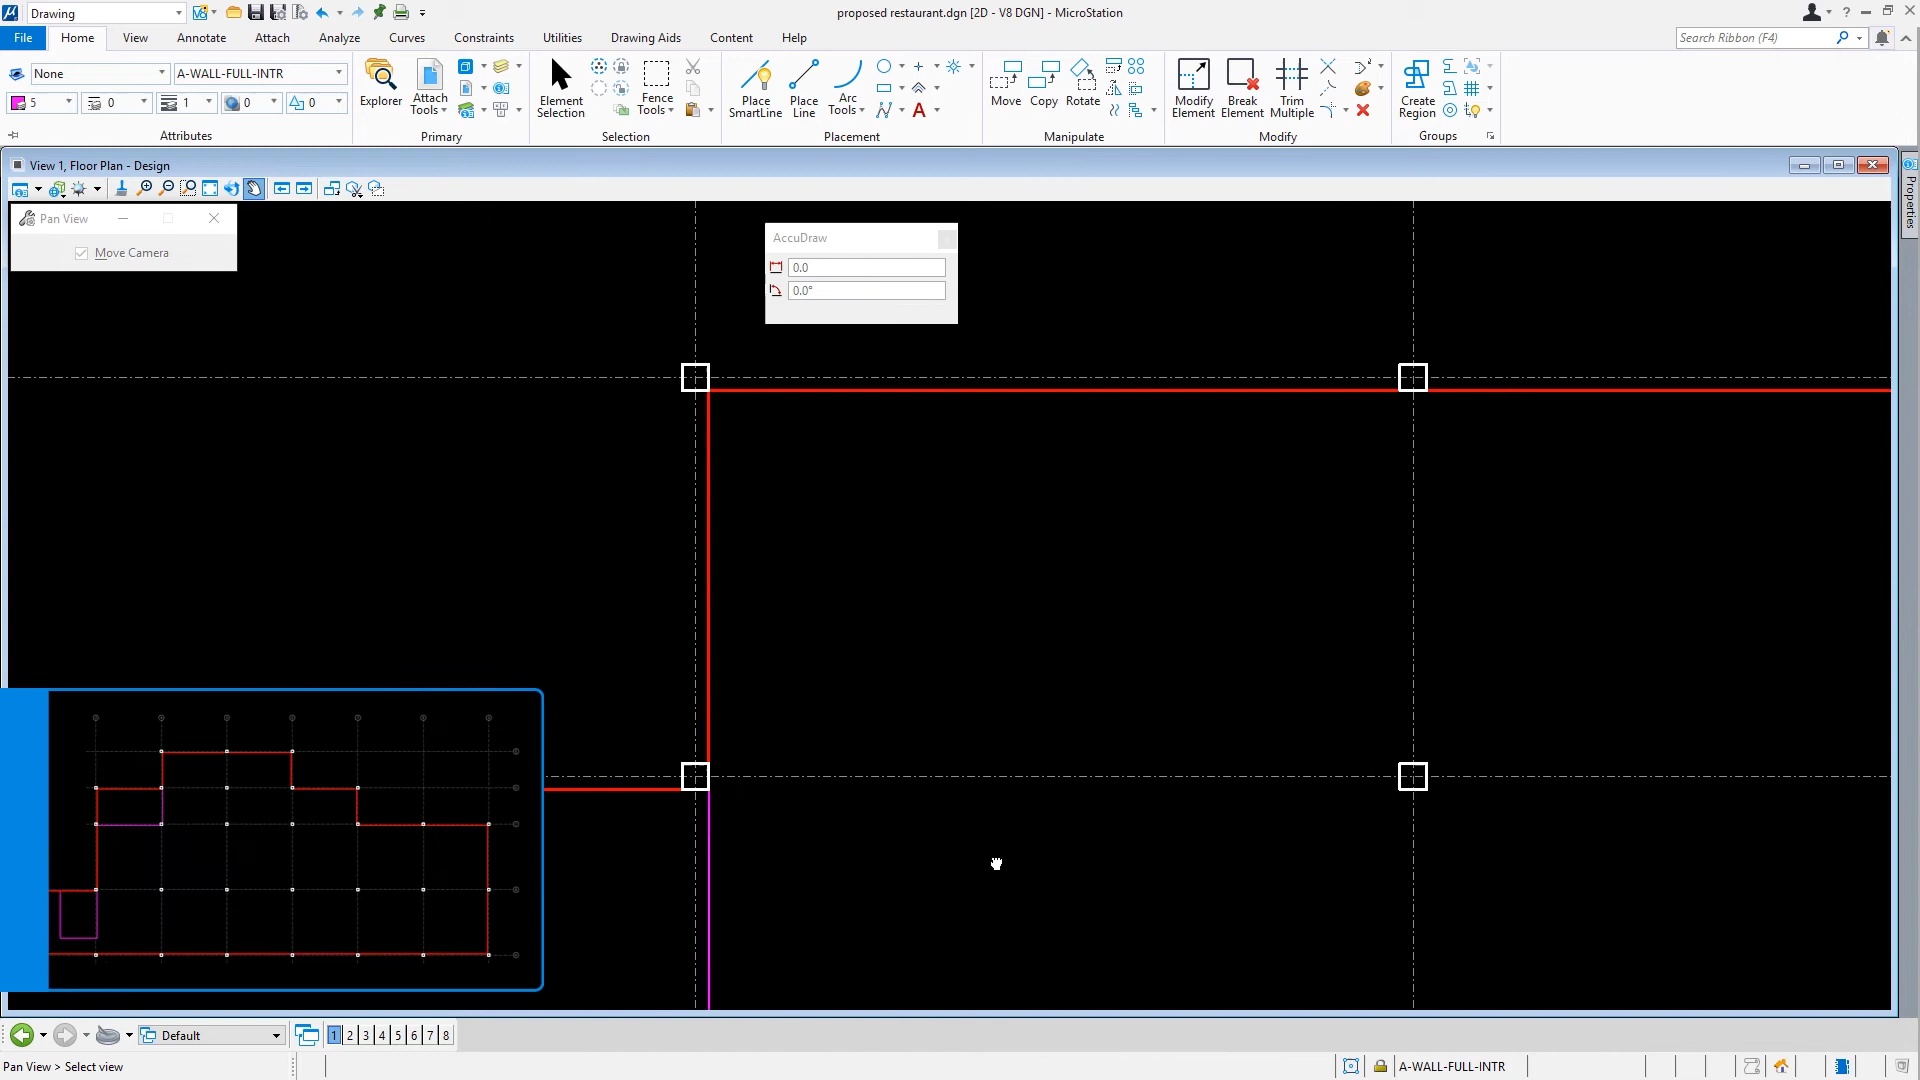 Drawing
proposed restaurant.dgn [2D - V8 DGN] - MicroStation
File
Home
View
Annotate
Attach
Analyze
Curves
Constraints
Utilities
Drawing Aids
Content
Help
Search Ribbon (F4)
None
A-WALL-FULL-INTR
5
0
1
0
0
Attributes
Explorer
Attach Tools
Primary
Element Selection
Fence Tools
Selection
Place SmartLine
Place Line
Arc Tools
Placement
Move
Copy
Rotate
Manipulate
Modify Element
Break Element
Trim Multiple
Modify
Create Region
Groups
View 1, Floor Plan - Design
Properties
Pan View
Move Camera
AccuDraw
0.0
0.0°
Default
1 2 3 4 5 6 7 8
Pan View > Select view
A-WALL-FULL-INTR